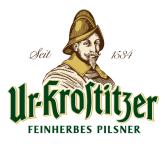 Seit 1534
Ur-Krostitzer
FEINHERBES PILSNER